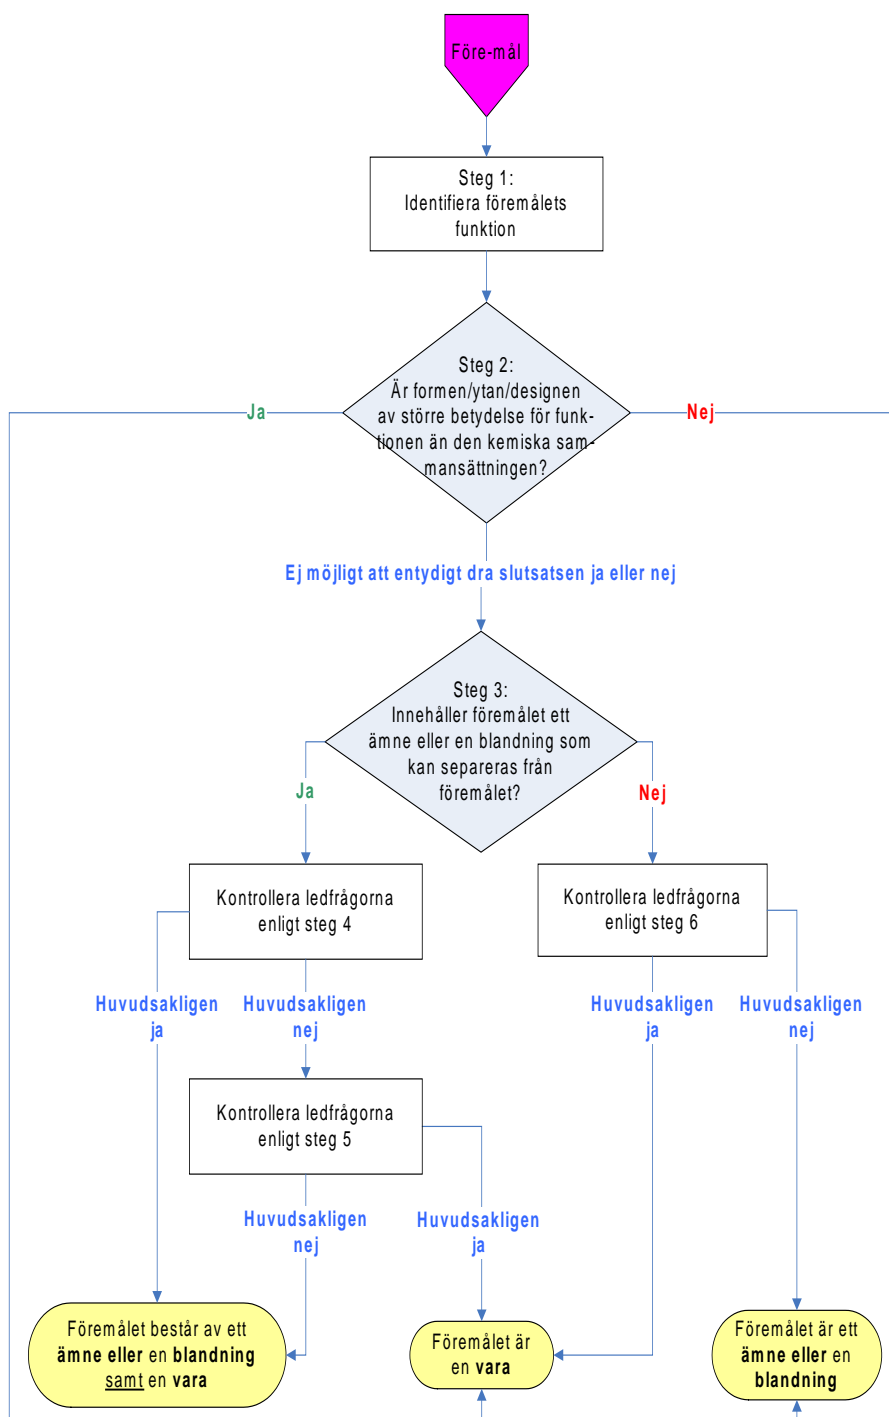 Före-mål
Steg 1:
Identifiera föremålets
funktion
Steg 2:
Är formen/ytan/designen
av större betydelse för funk-
tionen än den kemiska sam-
mansättningen?
Ja
Nej
Ej möjligt att entydigt dra slutsatsen ja eller nej
Steg 3:
Innehåller föremålet ett
ämne eller en blandning som
kan separeras från
föremålet?
Ja
Nej
Kontrollera ledfrågorna
enligt steg 4
Kontrollera ledfrågorna
enligt steg 6
Huvudsakligen
ja
Huvudsakligen
nej
Huvudsakligen
ja
Huvudsakligen
nej
Kontrollera ledfrågorna
enligt steg 5
Huvudsakligen
nej
Huvudsakligen
ja
Föremålet består av ett
ämne eller en blandning
samt en vara
Föremålet är
en vara
Föremålet är ett
ämne eller en
blandning